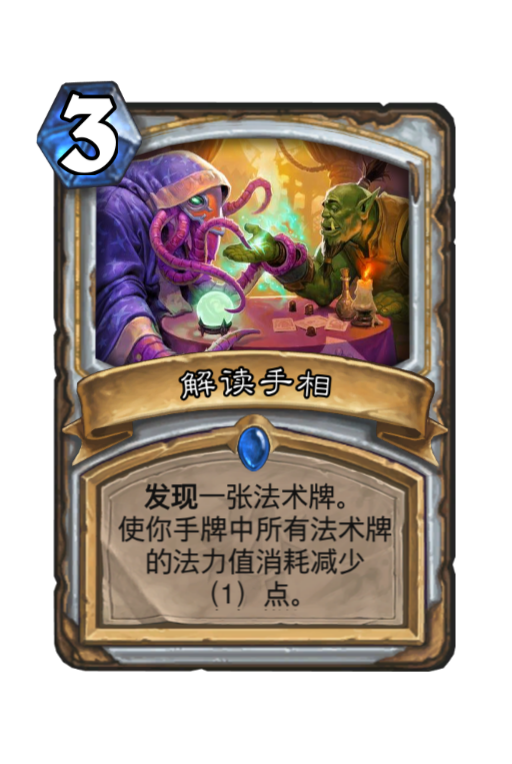 3
解读手相
发现一张法术牌。
使你手牌中所有法术牌
的法力值消耗减少
（1）点。